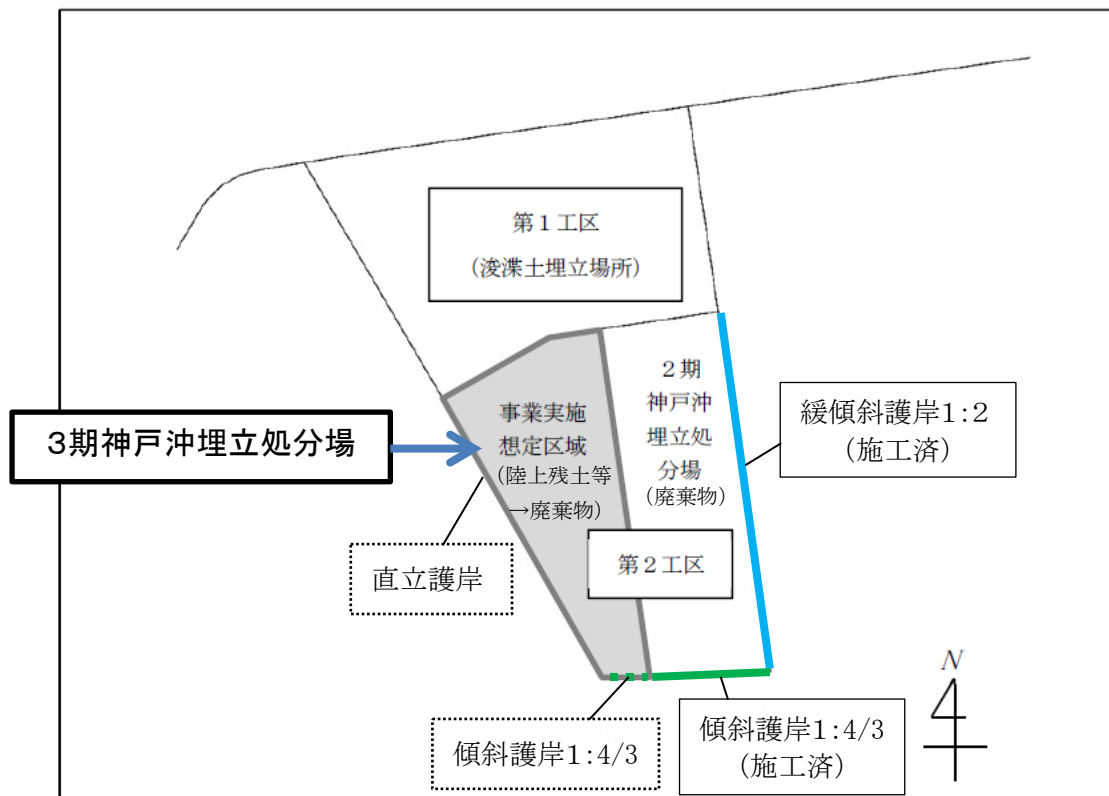 第1工区
(浚渫土埋立場所)
2期
神戸沖
埋立処
分場
(廃棄物)
緩傾斜護岸1:2
(施工済)
3期神戸沖埋立処分場
事業実施
想定区域
(陸上残土等
→廃棄物)
第2工区
直立護岸
傾斜護岸1:4/3
傾斜護岸1:4/3
(施工済)
N